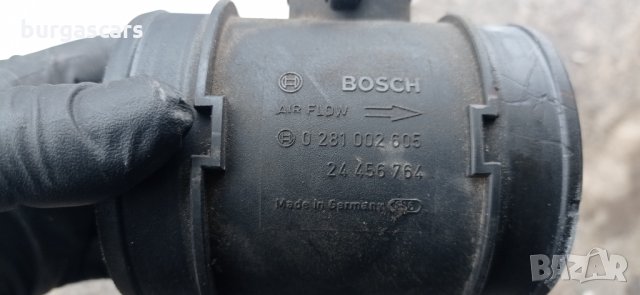 burgascars
BOSCH
AIR FLOW
0 281 002 605
24 456 764
Made in Germany
BAZAR